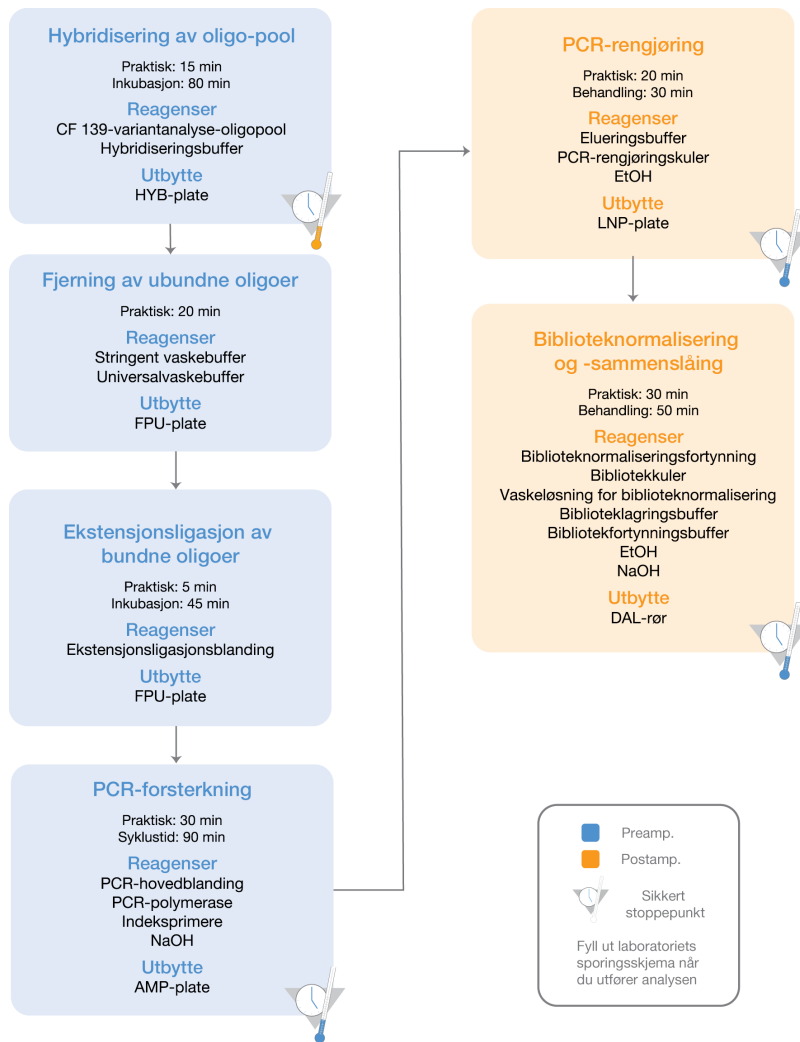 Hybridisering av oligo-pool
Praktisk: 15 min
Inkubasjon: 80 min
Reagenser
CF 139-variantanalyse-oligopool
Hybridiseringsbuffer
Utbytte
HYB-plate
Fjerning av ubundne oligoer
Praktisk: 20 min
Reagenser
Stringent vaskebuffer
Universalvaskebuffer
Utbytte
FPU-plate
Ekstensjonsligasjon av
bundne oligoer
Praktisk: 5 min
Inkubasjon: 45 min
Reagenser
Ekstensjonsligasjonsblanding
Utbytte
FPU-plate
PCR-forsterkning
Praktisk: 30 min
Syklustid: 90 min
Reagenser
PCR-hovedblanding
PCR-polymerase
Indeksprimere
NaOH
Utbytte
AMP-plate
PCR-rengjøring
Praktisk: 20 min
Behandling: 30 min
Reagenser
Elueringsbuffer
PCR-rengjøringskuler
EtOH
Utbytte
LNP-plate
Biblioteknormalisering
og -sammenslåing
Praktisk: 30 min
Behandling: 50 min
Reagenser
Biblioteknormaliseringsfortynning
Bibliotekkuler
Vaskeløsning for biblioteknormalisering
Biblioteklagringsbuffer
Bibliotekfortynningsbuffer
EtOH
NaOH
Utbytte
DAL-rør
Preamp.
Postamp.
Sikkert
stoppepunkt
Fyll ut laboratoriets
sporingsskjema når
du utfører analysen